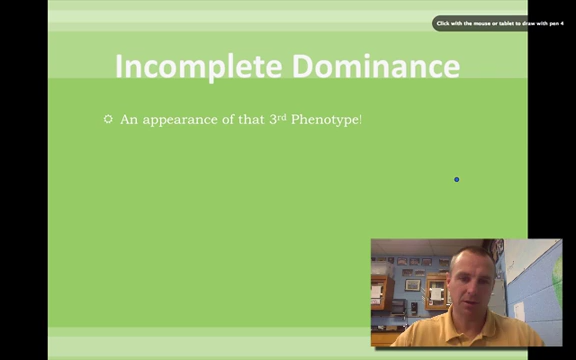 Click with the mouse or tablet to draw with pen 4
Incomplete Dominance
An appearance of that 3rd Phenotype!